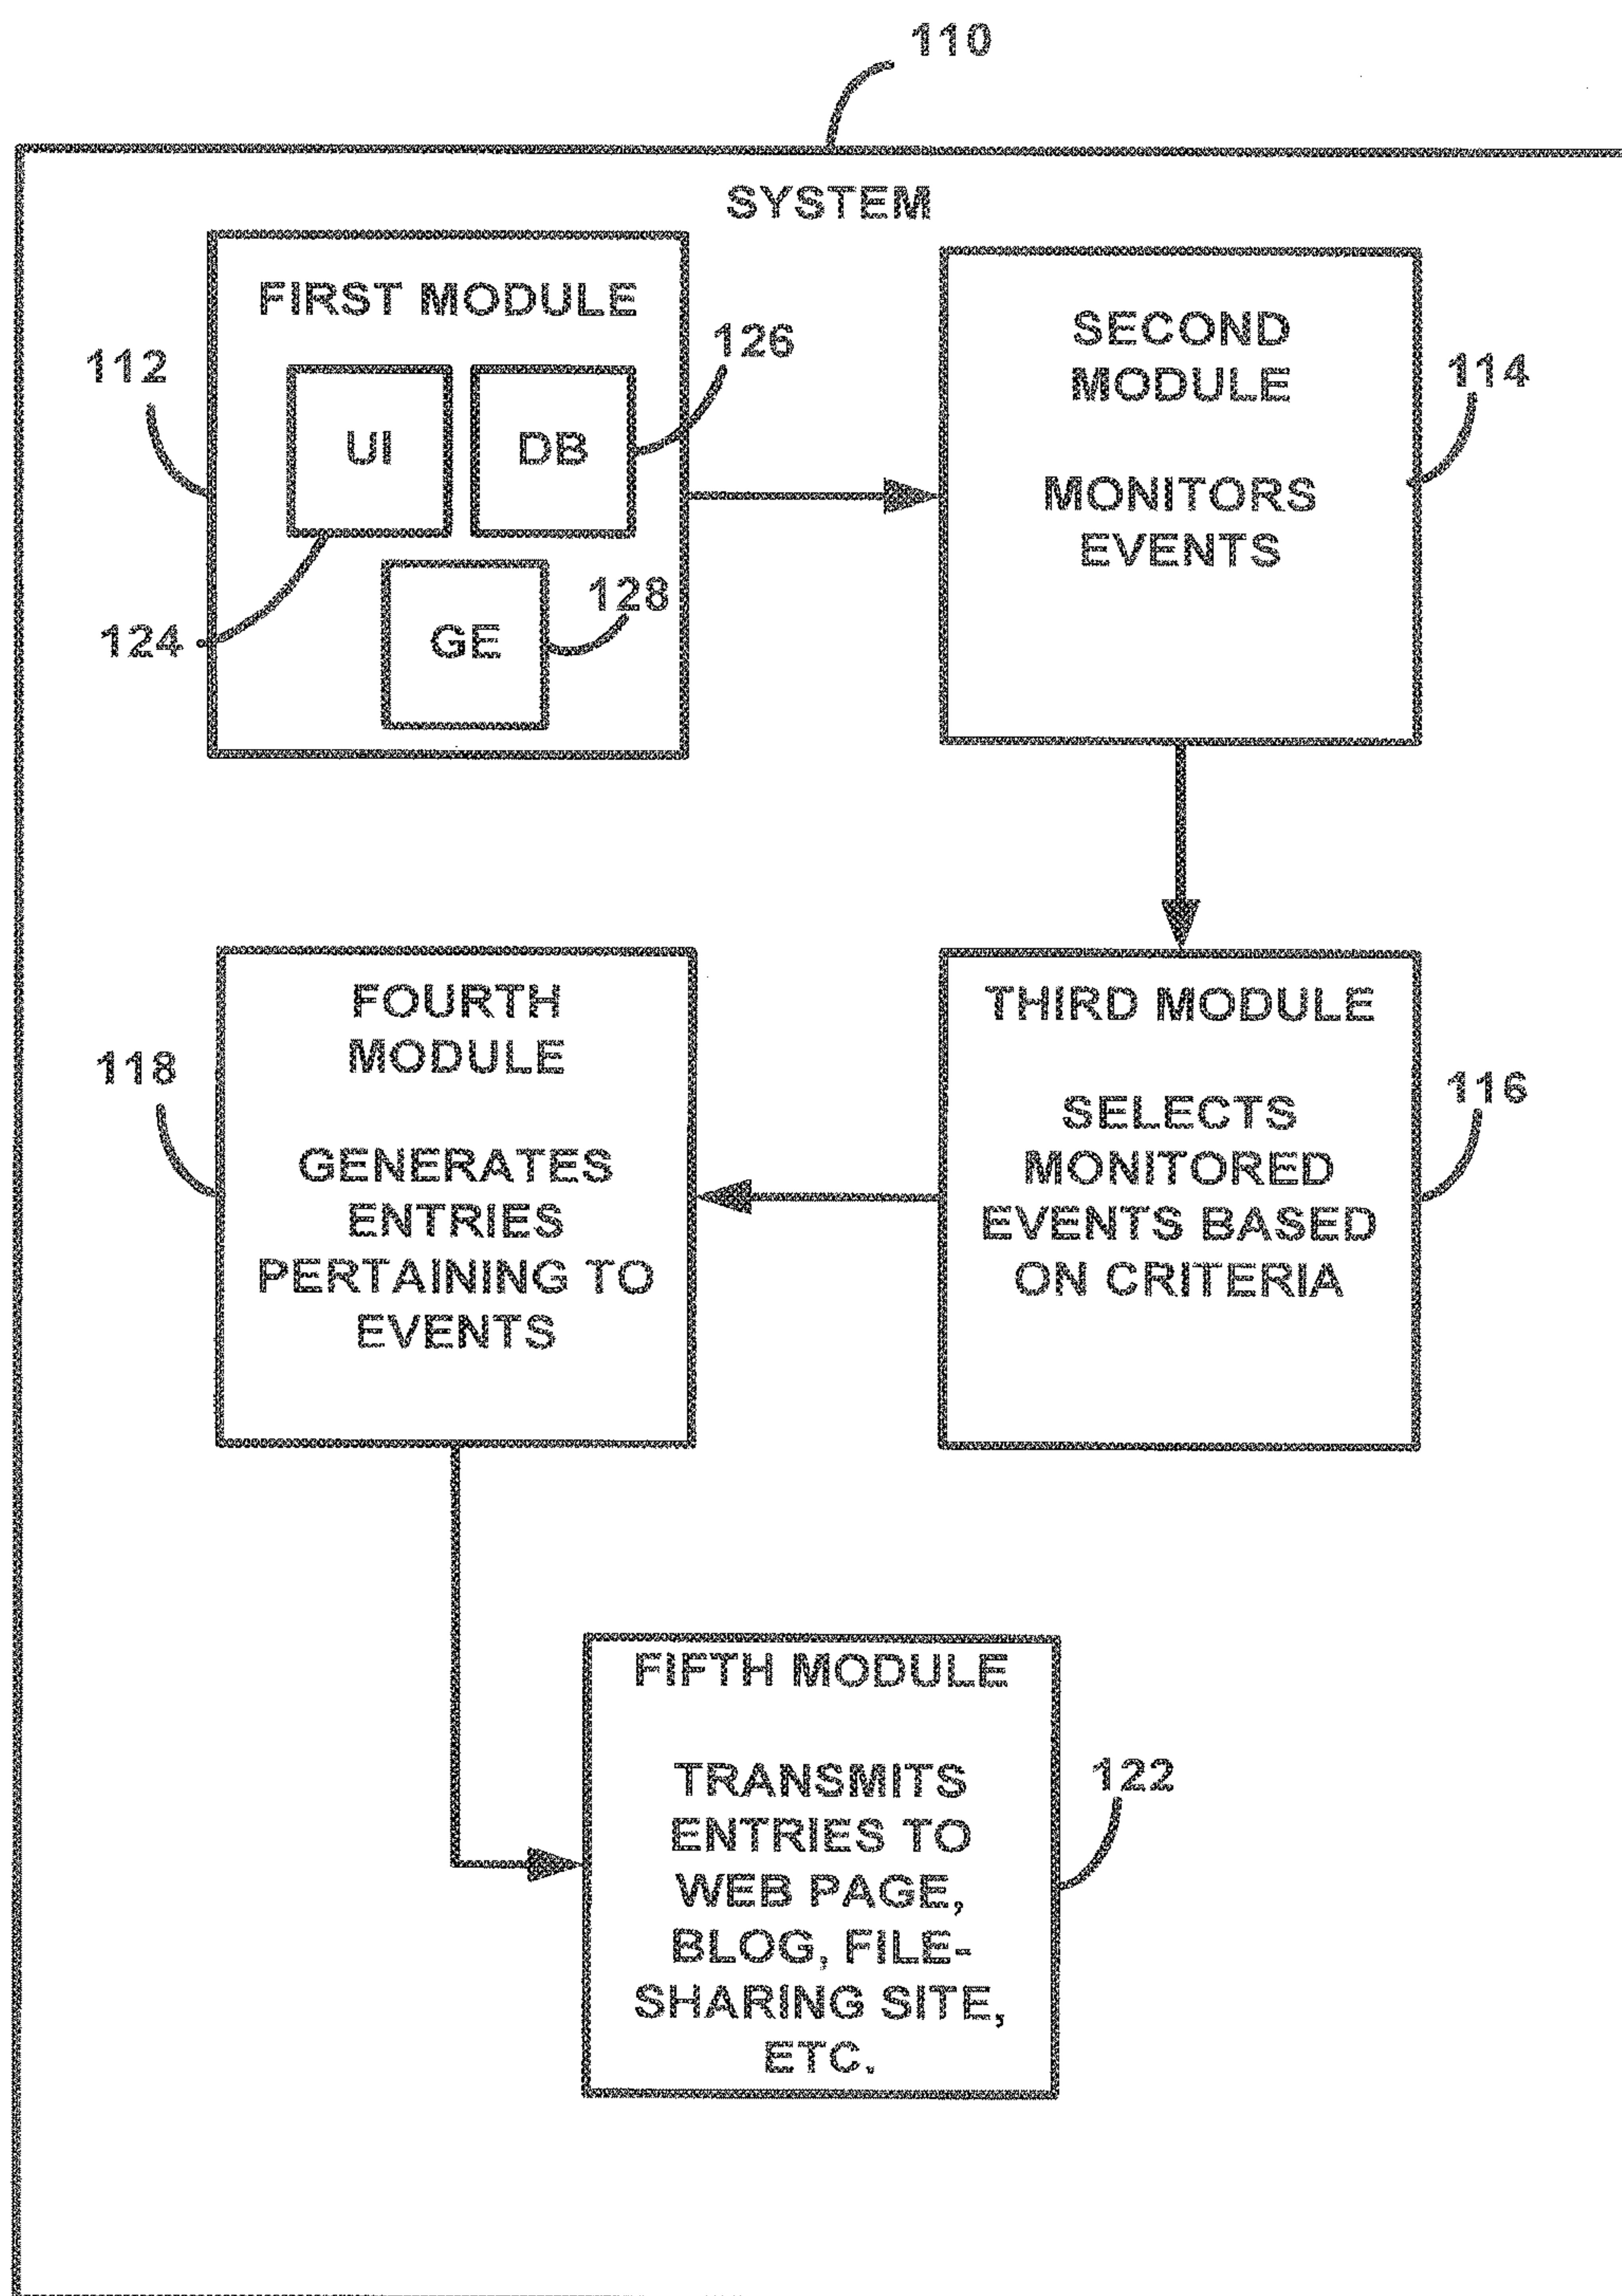 110
SYSTEM
FIRST MODULE
112
UI
DB
126
124
GE
128
SECOND
MODULE
MONITORS
EVENTS
114
THIRD MODULE
SELECTS
MONITORED
EVENTS BASED
ON CRITERIA
116
FOURTH
MODULE
GENERATES
ENTRIES
PERTAINING TO
EVENTS
118
FIFTH MODULE
TRANSMITS
ENTRIES TO
WEB PAGE,
BLOG, FILE-
SHARING SITE,
ETC.
122